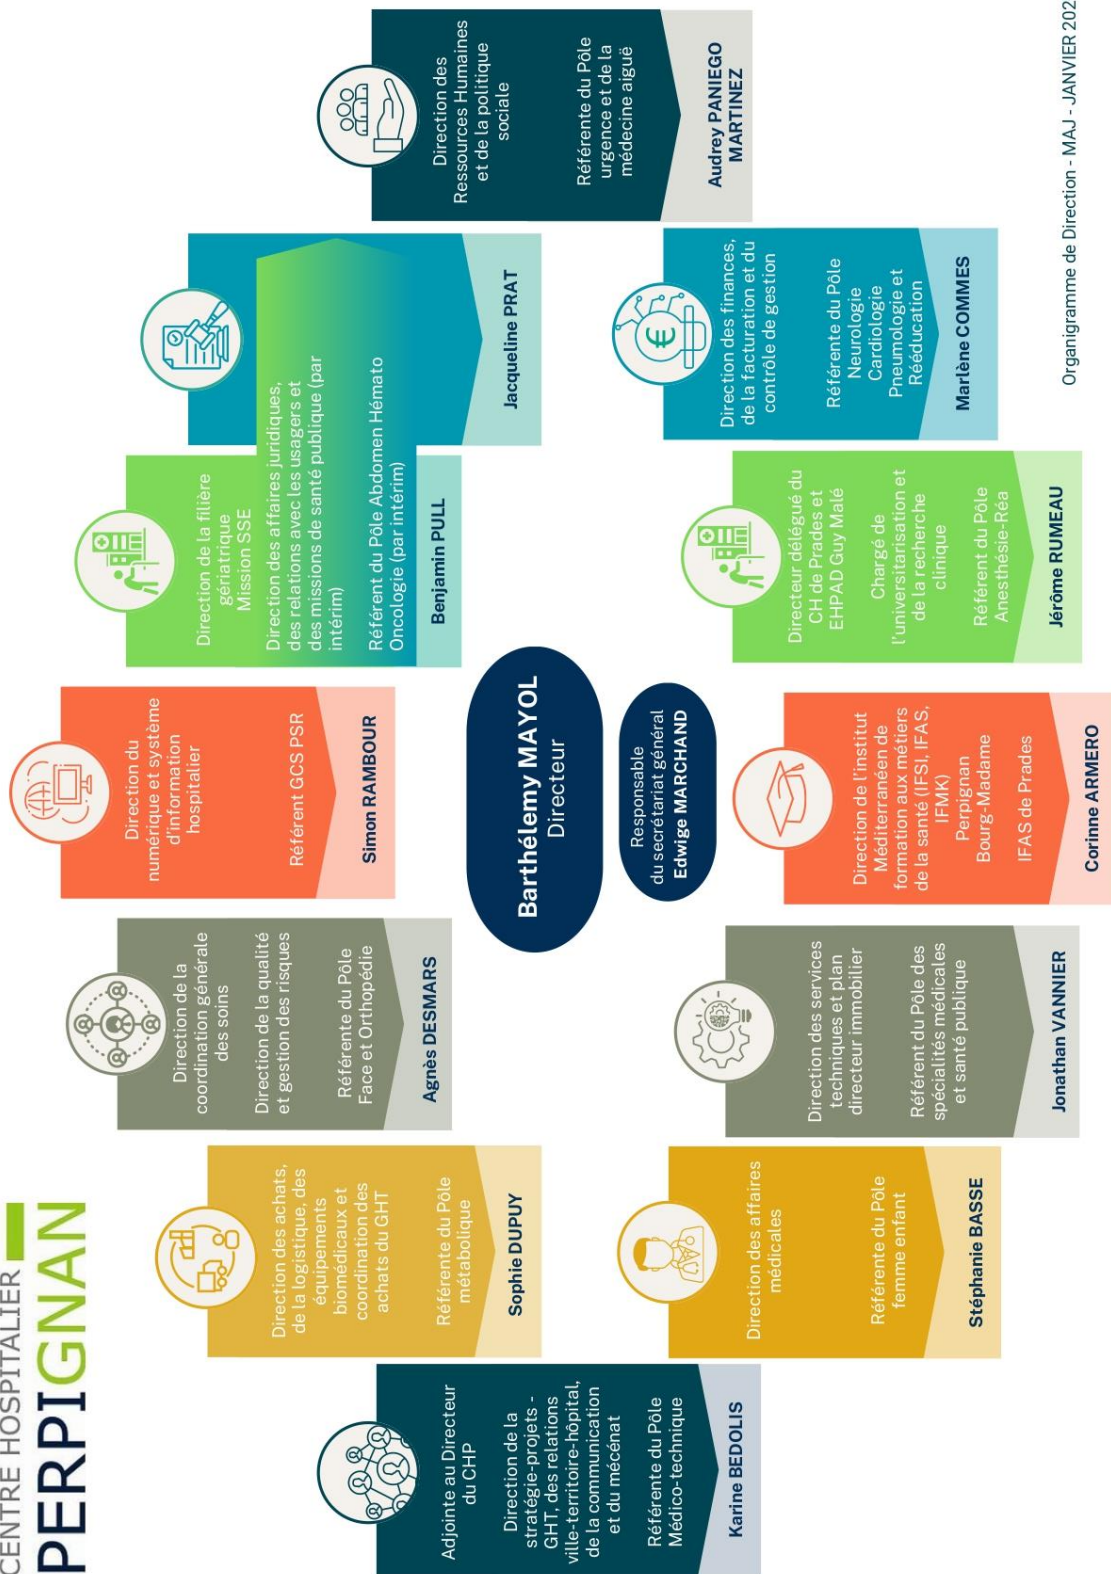 CENTRE HOSPITALIER
PERPIGNAN
Adjointe au Directeur
du CHP
Direction de la
stratégie-projets -
GHT, des relations
ville-territoire-hôpital,
de la communication
et du mécénat
Référente du Pôle
Médico-technique
Karine BEDOLIS
Direction des achats,
de la logistique, des
équipements
biomédicaux et
coordination des
achats du GHT
Référente du Pôle
métabolique
Sophie DUPUY
Direction de la
coordination générale
des soins
Direction de la qualité
et gestion des risques
Référente du Pôle
Face et Orthopédie
Agnès DESMARS
Direction du
numérique et système
d'information
hospitalier
Référent GCS PSR
Simon RAMBOUR
Direction de la filière
gériatrique
Mission SSE
Direction des affaires juridiques,
des relations avec les usagers et
des missions de santé publique (par
intérim)
Référent du Pôle Abdomen Hémato
Oncologie (par intérim)
Benjamin PULL
Jacqueline PRAT
Direction des
Ressources Humaines
et de la politique
sociale
Référente du Pôle
urgence et de la
médecine aiguë
Audrey PANIEGO
MARTINEZ
Barthélemy MAYOL
Directeur
Responsable
du secrétariat général
Edwige MARCHAND
Direction des affaires
médicales
Référente du Pôle
femme enfant
Stéphanie BASSE
Direction des services
techniques et plan
directeur immobilier
Référent du Pôle des
spécialités médicales
et santé publique
Jonathan VANNIER
Direction de l'institut
Méditerranéen de
formation aux métiers
de la santé (IFSI, IFAS,
IFMK)
Perpignan
Bourg-Madame
IFAS de Prades
Corinne ARMERO
Directeur délégué du
CH de Prades et
EHPAD Guy Malé
Chargé de
l'universitarisation et
de la recherche
clinique
Référent du Pôle
Anesthésie-Réa
Jérôme RUMEAU
Direction des finances,
de la facturation et du
contrôle de gestion
Référente du Pôle
Neurologie
Cardiologie
Pneumologie et
Rééducation
Marlène COMMES
Organigramme de Direction - MAJ - JANVIER 202